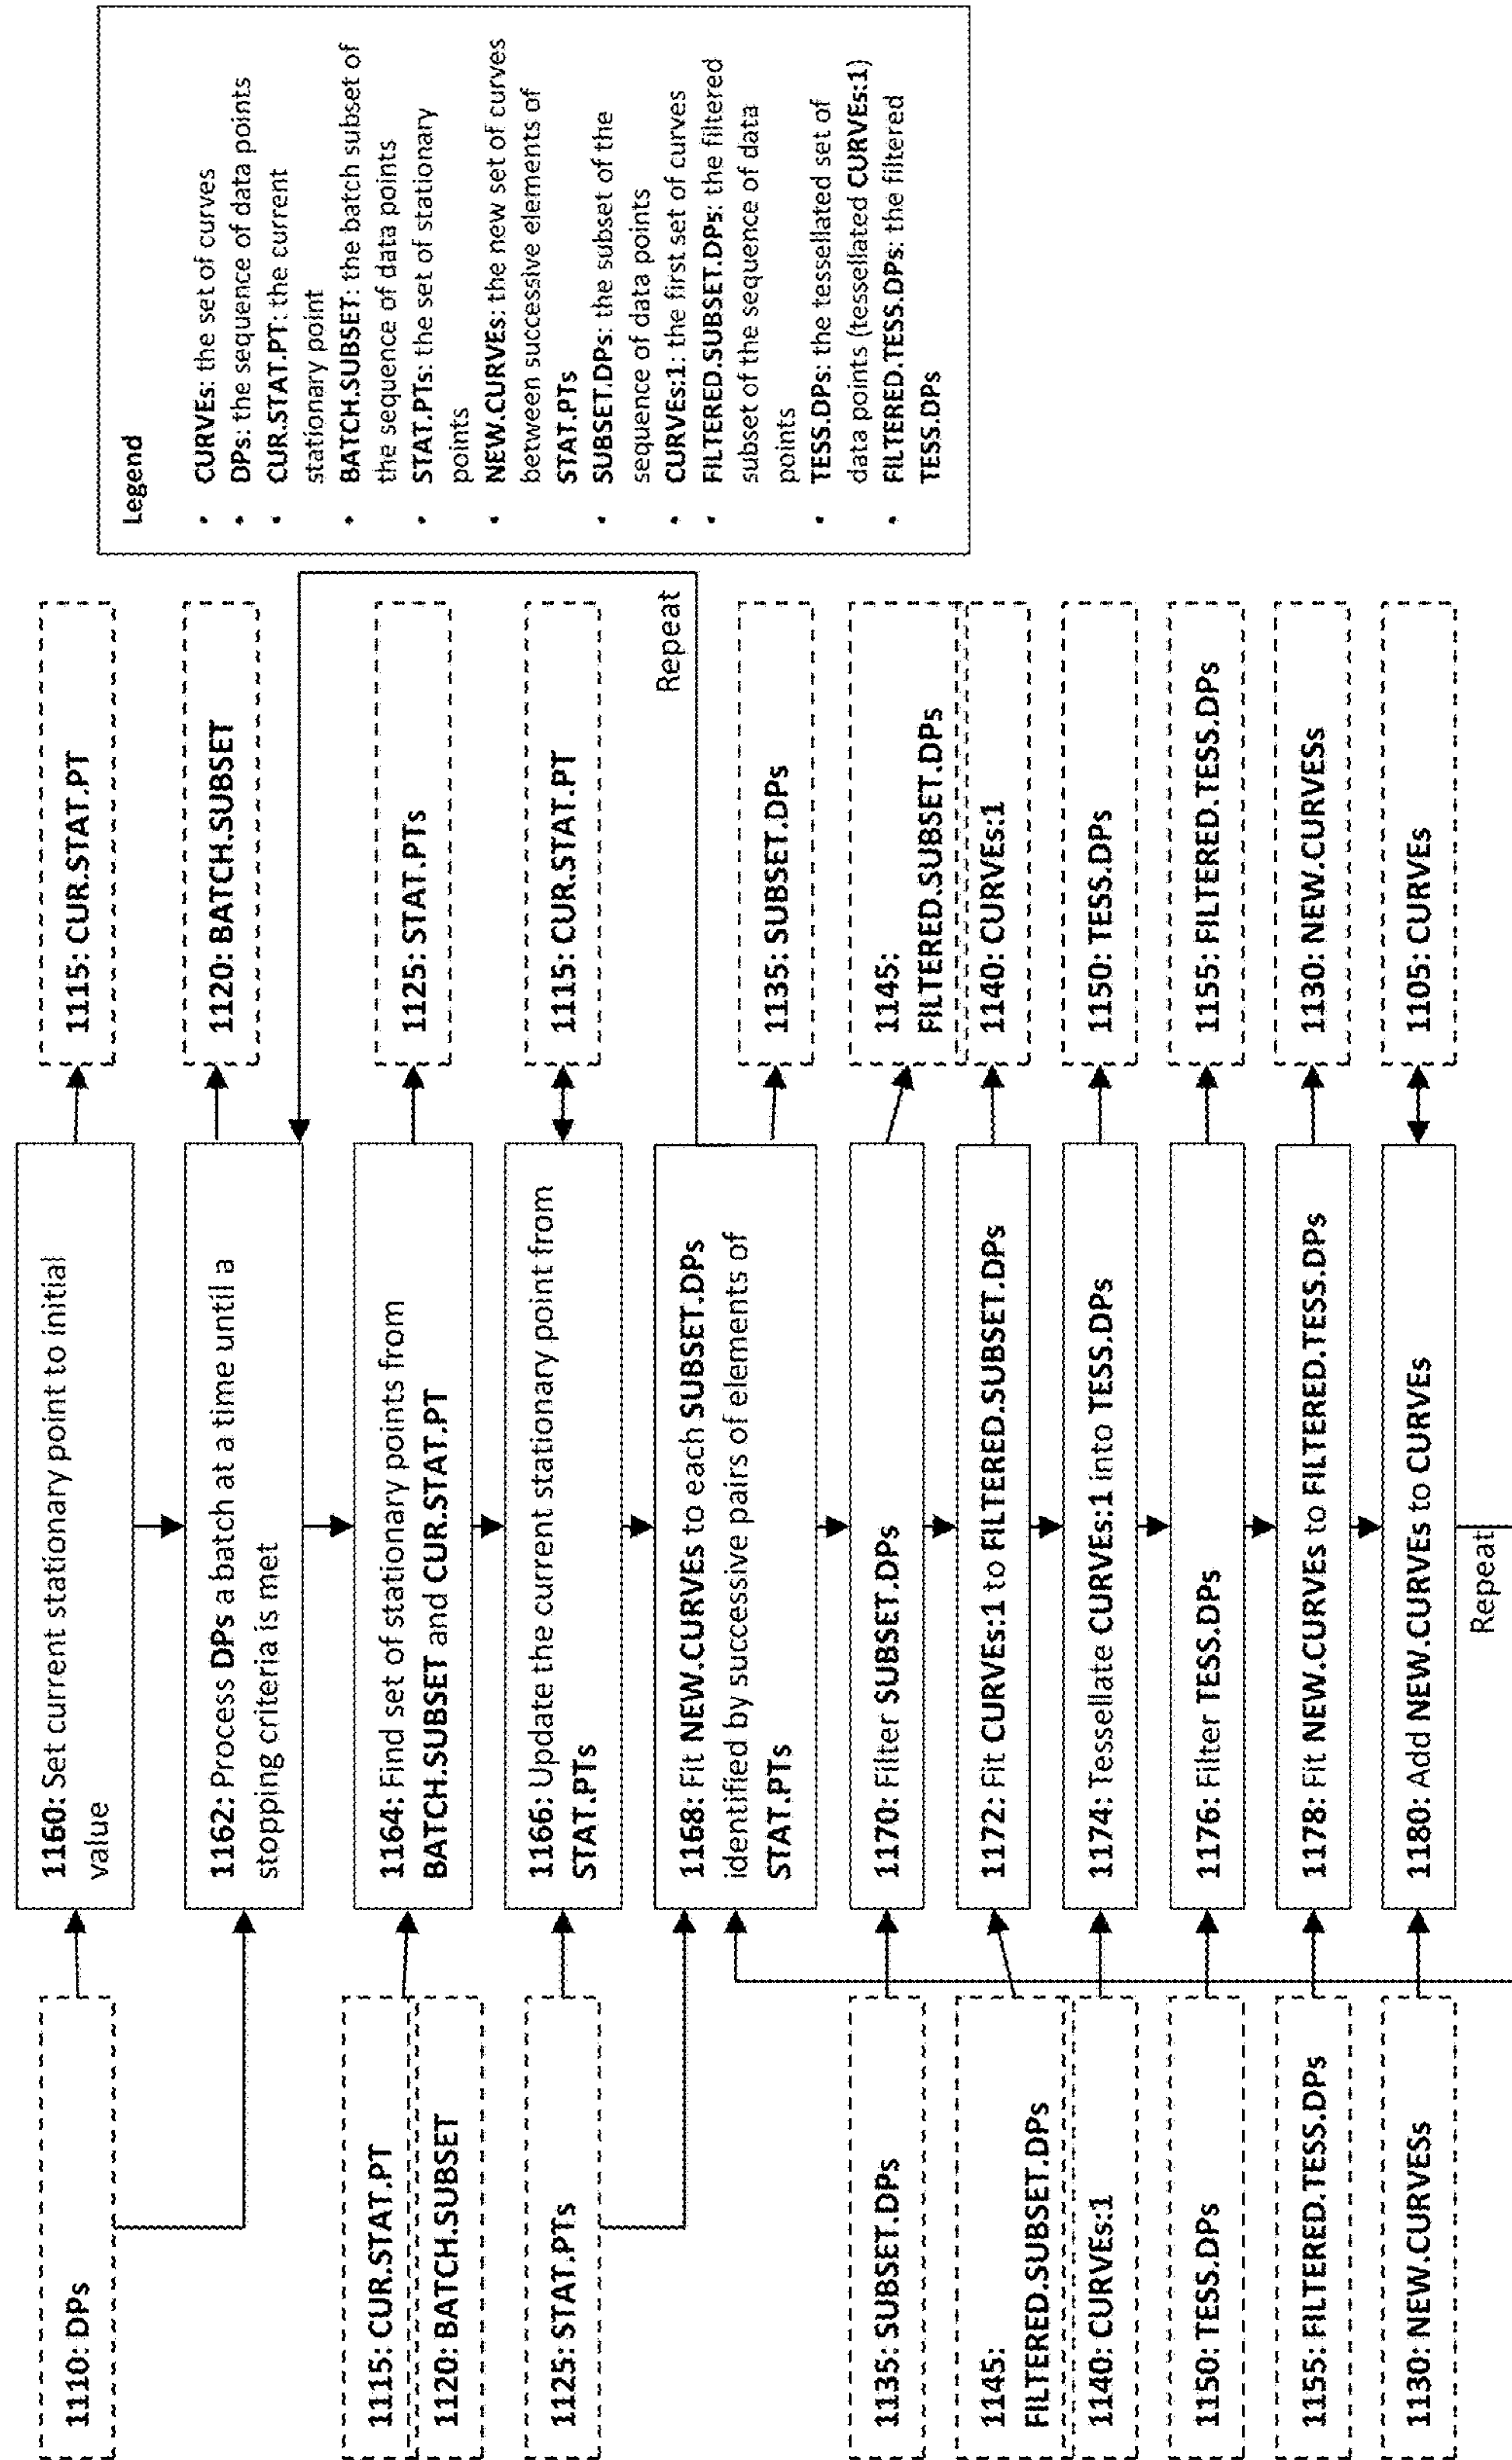 1110: DPs
1160: Set current stationary point to initial
value
1115: CUR.STAT.PT
1162: Process DPs a batch at a time until a
stopping criteria is met
1120: BATCH.SUBSET
1115: CUR.STAT.PT
1120: BATCH.SUBSET
1164: Find set of stationary points from
BATCH.SUBSET and CUR.STAT.PT
1125: STAT.PTs
1125: STAT.PTs
1166: Update the current stationary point from
STAT.PTs
1115: CUR.STAT.PT
1168: Fit NEW.CURVEs to each SUBSET.DPs
identified by successive pairs of elements of
STAT.PTs
Repeat
1135: SUBSET.DPs
1135: SUBSET.DPs
1170: Filter SUBSET.DPs
1145:
FILTERED.SUBSET.DPs
1145:
FILTERED.SUBSET.DPs
1172: Fit CURVEs:1 to FILTERED.SUBSET.DPs
1140: CURVEs:1
1140: CURVEs:1
1174: Tessellate CURVEs:1 into TESS.DPs
1150: TESS.DPs
1150: TESS.DPs
1176: Filter TESS.DPs
1155: FILTERED.TESS.DPs
1155: FILTERED.TESS.DPs
1178: Fit NEW.CURVEs to FILTERED.TESS.DPs
1130: NEW.CURVESs
1130: NEW.CURVESs
1180: Add NEW.CURVEs to CURVEs
1105: CURVEs
Repeat
Legend
• CURVEs: the set of curves
• DPs: the sequence of data points
• CUR.STAT.PT: the current
stationary point
• BATCH.SUBSET: the batch subset of
the sequence of data points
• STAT.PTs: the set of stationary
points
• NEW.CURVEs: the new set of curves
between successive elements of
STAT.PTs
• SUBSET.DPs: the subset of the
sequence of data points
• CURVEs:1: the first set of curves
• FILTERED.SUBSET.DPs: the filtered
subset of the sequence of data
points
• TESS.DPs: the tessellated set of
data points (tessellated CURVEs:1)
• FILTERED.TESS.DPs: the filtered
TESS.DPs